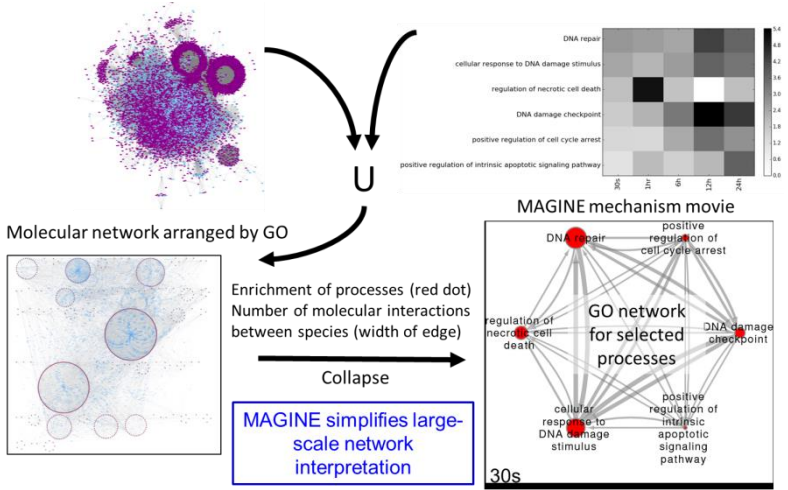 DNA repair
cellular response to DNA damage stimulus
regulation of necrotic cell death
DNA damage checkpoint
positive regulation of cell cycle arrest
positive regulation of intrinsic apoptotic signaling pathway
30s
1hr
6h
12h
24h
5.4
4.8
4.2
3.6
3.0
2.4
1.8
1.2
0.6
0.0
U
Molecular network arranged by GO
Enrichment of processes (red dot)
Number of molecular interactions
between species (width of edge)
Collapse
MAGINE simplifies large-
scale network
interpretation
MAGINE mechanism movie
DNA repair
positive
regulation of
cell cycle arrest
regulation of
necrotic cell
death
GO network
for selected
processes
DNA damage
checkpoint
cellular
response to
DNA damage
stimulus
positive
regulation of
intrinsic
apoptotic
signaling
pathway
30s